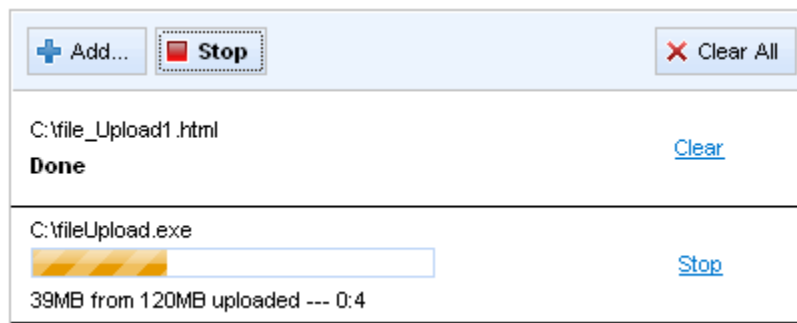 Add... Stop Clear All
C:\file_Upload1.html
Done
Clear
C:\fileUpload.exe
Stop
39MB from 120MB uploaded --- 0:4